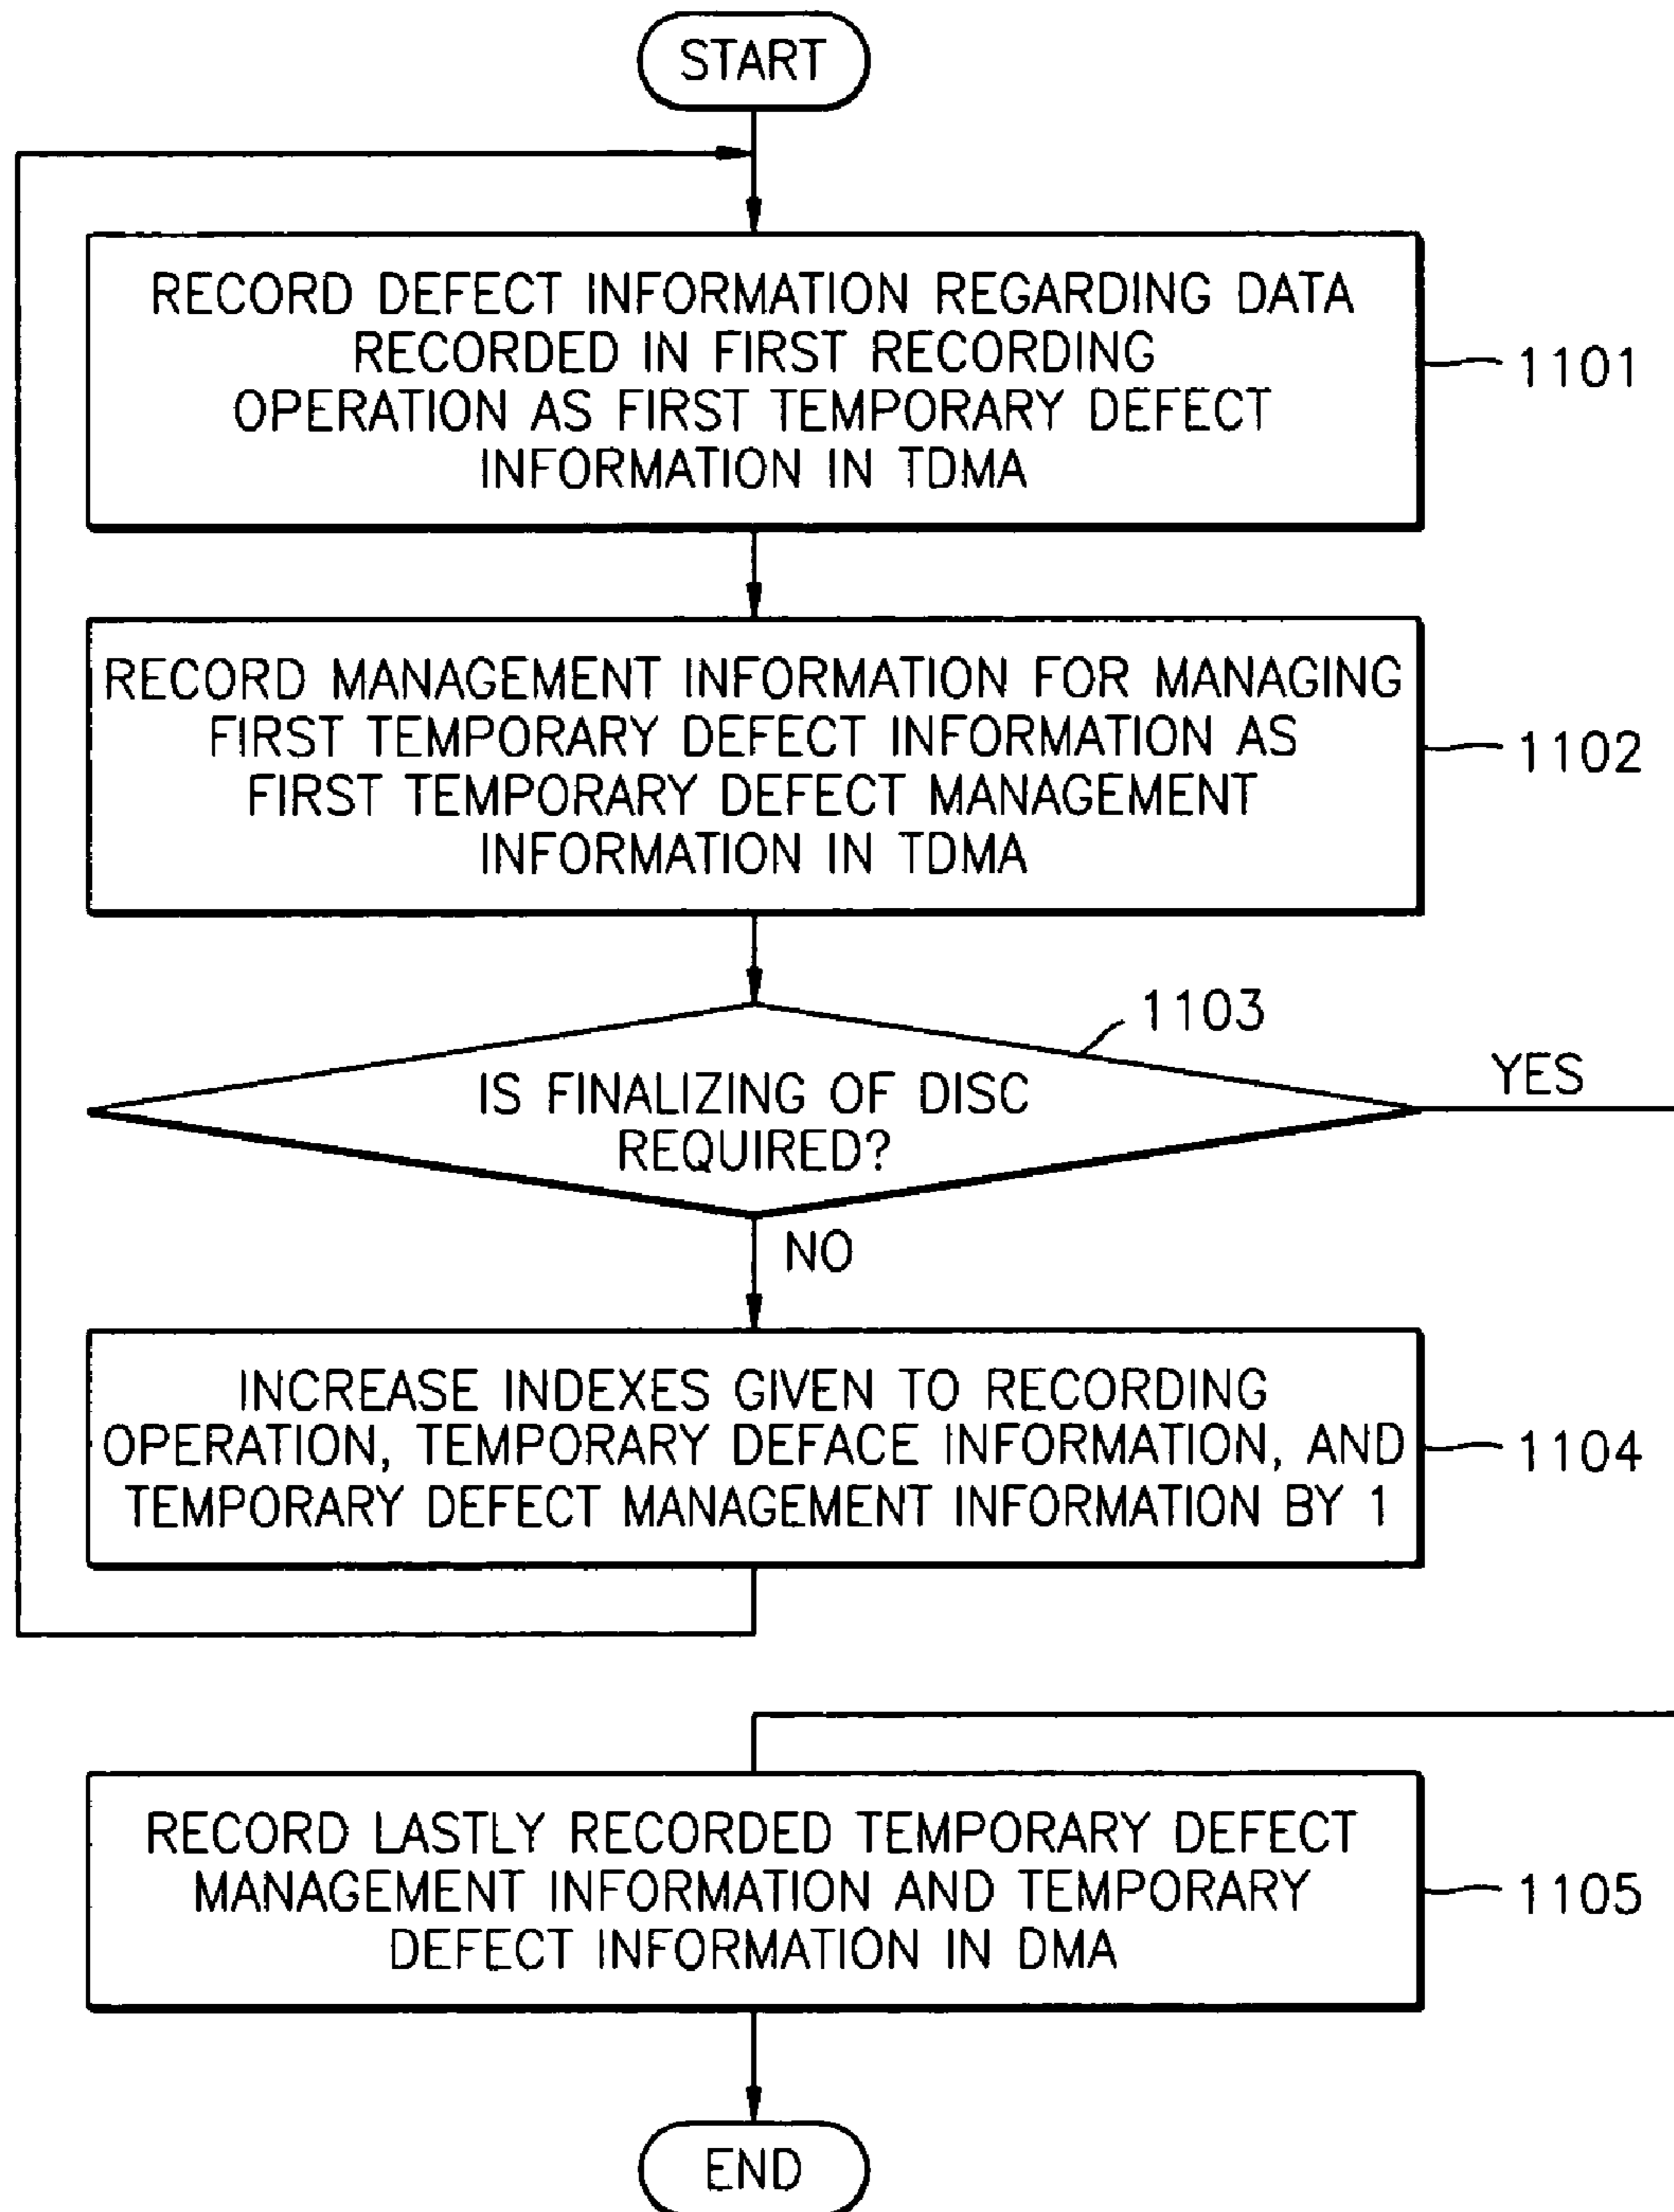 START
RECORD DEFECT INFORMATION REGARDING DATA
RECORDED IN FIRST RECORDING
OPERATION AS FIRST TEMPORARY DEFECT
INFORMATION IN TDMA
1101
RECORD MANAGEMENT INFORMATION FOR MANAGING
FIRST TEMPORARY DEFECT INFORMATION AS
FIRST TEMPORARY DEFECT MANAGEMENT
INFORMATION IN TDMA
1102
1103
IS FINALIZING OF DISC
REQUIRED?
YES
NO
INCREASE INDEXES GIVEN TO RECORDING
OPERATION, TEMPORARY DEFACE INFORMATION, AND
TEMPORARY DEFECT MANAGEMENT INFORMATION BY 1
1104
RECORD LASTLY RECORDED TEMPORARY DEFECT
MANAGEMENT INFORMATION AND TEMPORARY
DEFECT INFORMATION IN DMA
1105
END